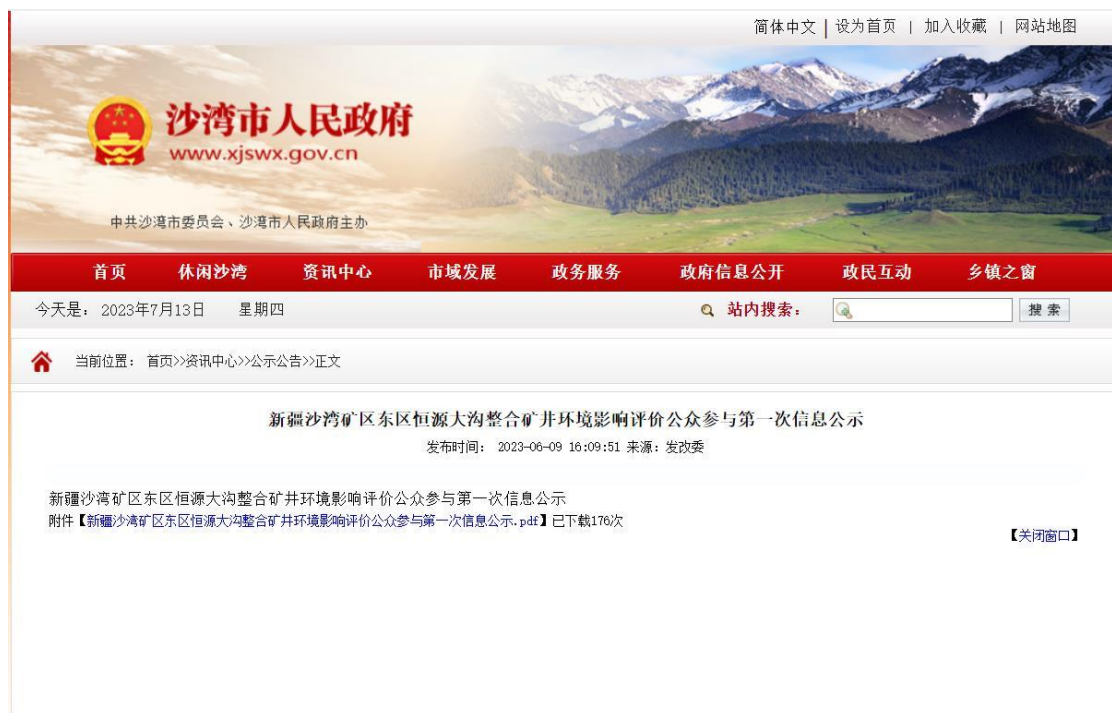 简体中文 | 设为首页 | 加入收藏 | 网站地图
沙湾市人民政府
www.xjswx.gov.cn
中共沙湾市委员会、沙湾市人民政府主办
首页 休闲沙湾 资讯中心 市域发展 政务服务 政府信息公开 政民互动 乡镇之窗
今天是： 2023年7月13日 星期四 站内搜索： 搜索
当前位置： 首页>>资讯中心>>公示公告>>正文
新疆沙湾矿区东区恒源大沟整合矿井环境影响评价公众参与第一次信息公示
发布时间： 2023-06-09 16:09:51 来源：发改委
新疆沙湾矿区东区恒源大沟整合矿井环境影响评价公众参与第一次信息公示
附件【新疆沙湾矿区东区恒源大沟整合矿井环境影响评价公众参与第一次信息公示.pdf】已下载176次
【关闭窗口】